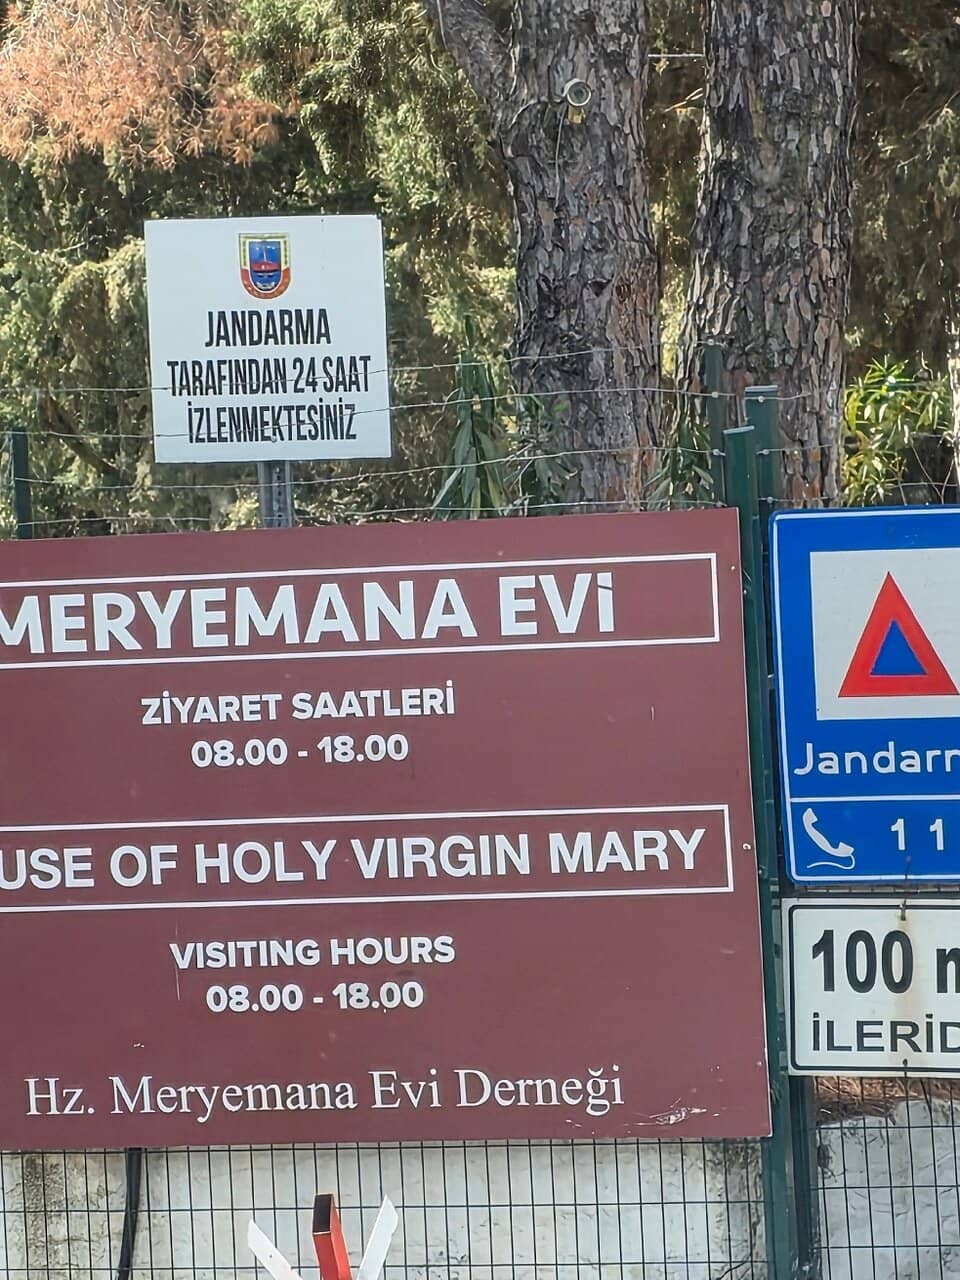 JANDARMA
TARAFINDAN 24 SAAT
İZLENMEKTESİNİZ
MERYEMANA EVİ
ZİYARET SAATLERİ
08.00 - 18.00
USE OF HOLY VIRGIN MARY
VISITING HOURS
08.00 - 18.00
Hz. Meryemana Evi Derneği
Jandarm
11
100 m
İLERİD